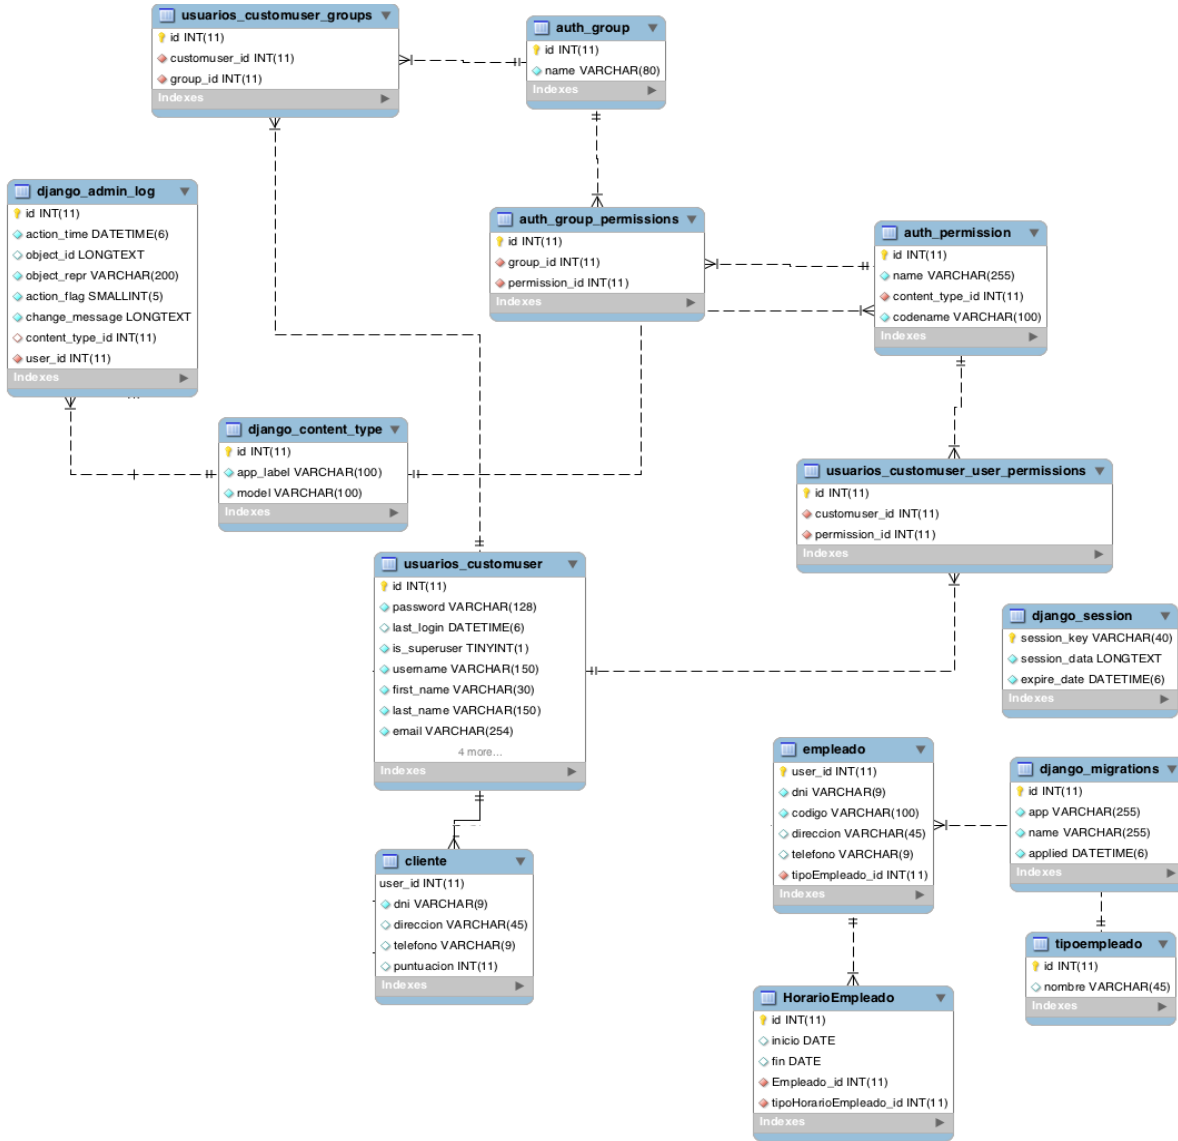 usuarios_customuser_groups
id INT(11)
customuser_id INT(11)
group_id INT(11)
Indexes
auth_group
id INT(11)
name VARCHAR(80)
Indexes
django_admin_log
id INT(11)
action_time DATETIME(6)
object_id LONGTEXT
object_repr VARCHAR(200)
action_flag SMALLINT(5)
change_message LONGTEXT
content_type_id INT(11)
user_id INT(11)
Indexes
auth_group_permissions
id INT(11)
group_id INT(11)
permission_id INT(11)
Indexes
auth_permission
id INT(11)
name VARCHAR(255)
content_type_id INT(11)
codename VARCHAR(100)
Indexes
django_content_type
id INT(11)
app_label VARCHAR(100)
model VARCHAR(100)
Indexes
usuarios_customuser_user_permissions
id INT(11)
customuser_id INT(11)
permission_id INT(11)
Indexes
usuarios_customuser
id INT(11)
password VARCHAR(128)
last_login DATETIME(6)
is_superuser TINYINT(1)
username VARCHAR(150)
first_name VARCHAR(30)
last_name VARCHAR(150)
email VARCHAR(254)
4 more...
Indexes
django_session
session_key VARCHAR(40)
session_data LONGTEXT
expire_date DATETIME(6)
Indexes
empleado
user_id INT(11)
dni VARCHAR(9)
codigo VARCHAR(100)
direccion VARCHAR(45)
telefono VARCHAR(9)
tipoEmpleado_id INT(11)
Indexes
django_migrations
id INT(11)
app VARCHAR(255)
name VARCHAR(255)
applied DATETIME(6)
Indexes
cliente
user_id INT(11)
dni VARCHAR(9)
direccion VARCHAR(45)
telefono VARCHAR(9)
puntuacion INT(11)
Indexes
tipoempleado
id INT(11)
nombre VARCHAR(45)
Indexes
HorarioEmpleado
id INT(11)
inicio DATE
fin DATE
Empleado_id INT(11)
tipoHorarioEmpleado_id INT(11)
Indexes